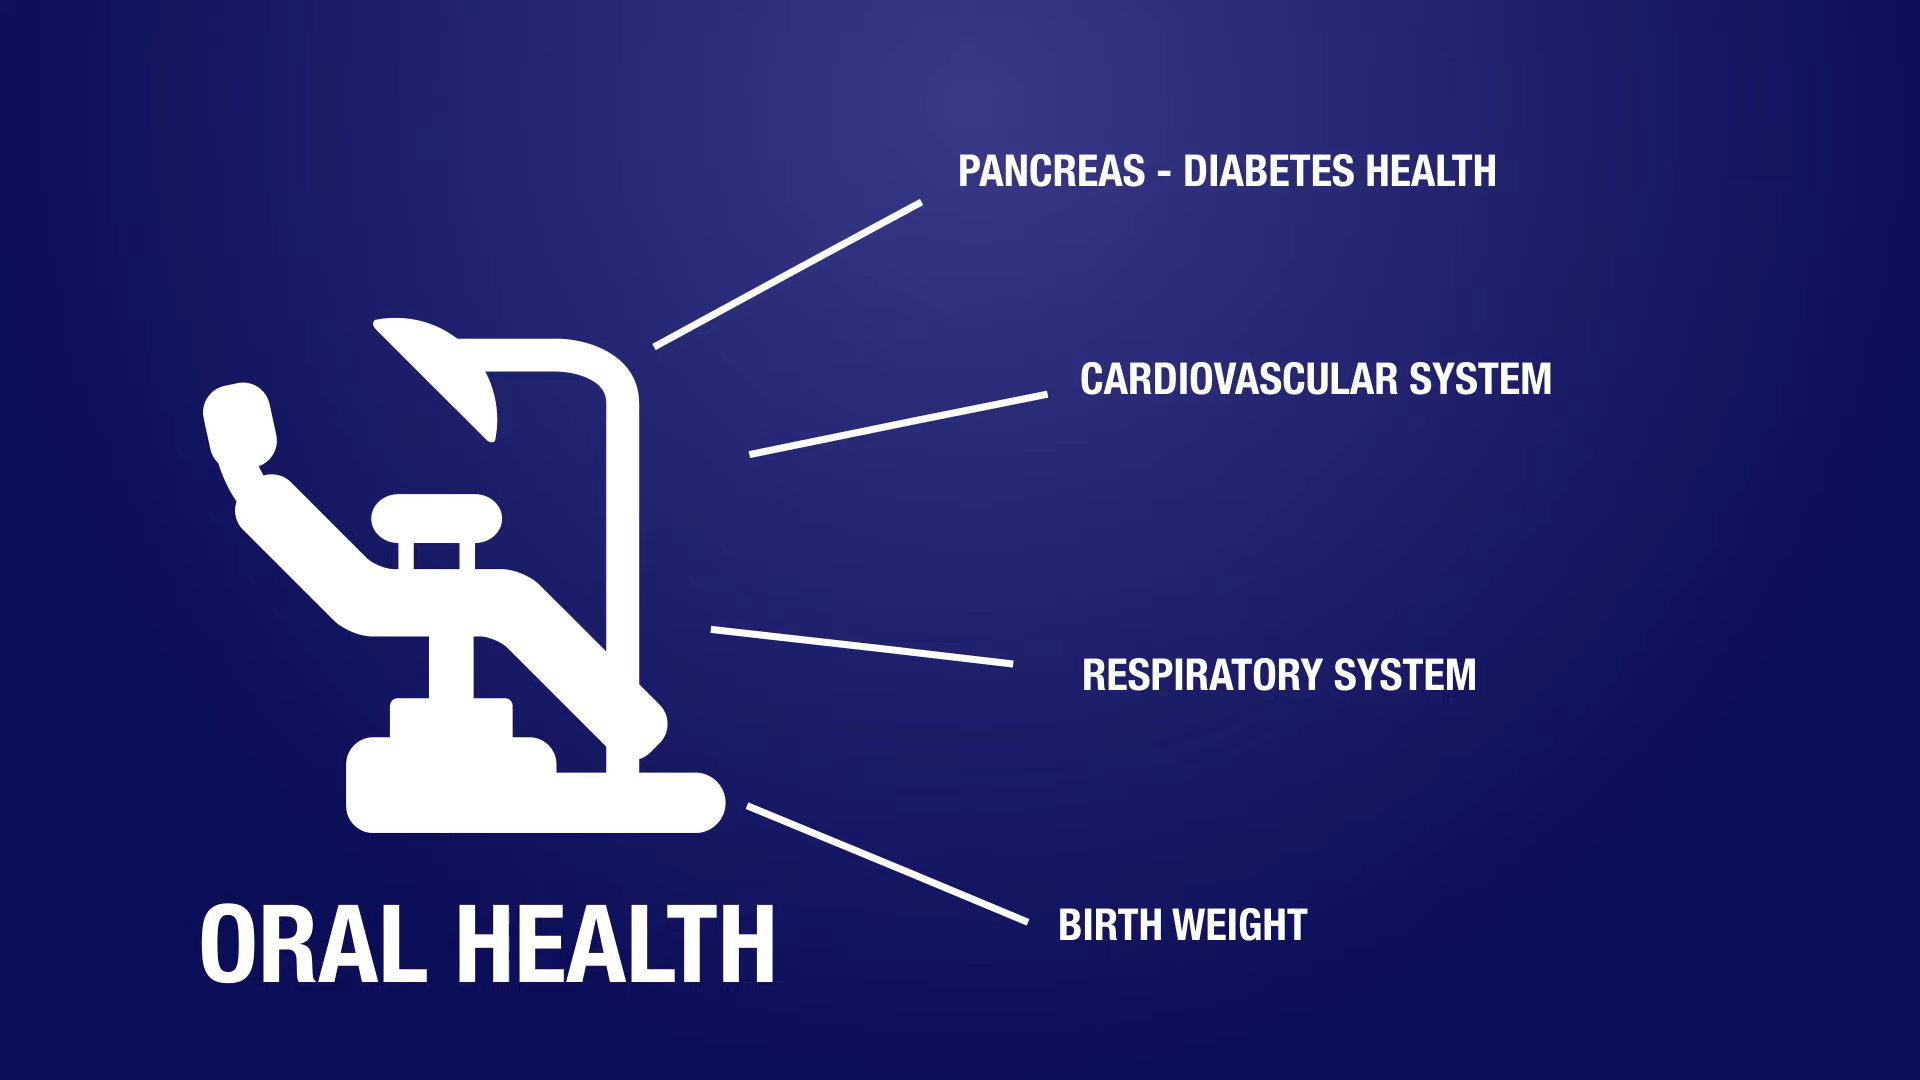 PANCREAS - DIABETES HEALTH
CARDIOVASCULAR SYSTEM
RESPIRATORY SYSTEM
BIRTH WEIGHT
ORAL HEALTH